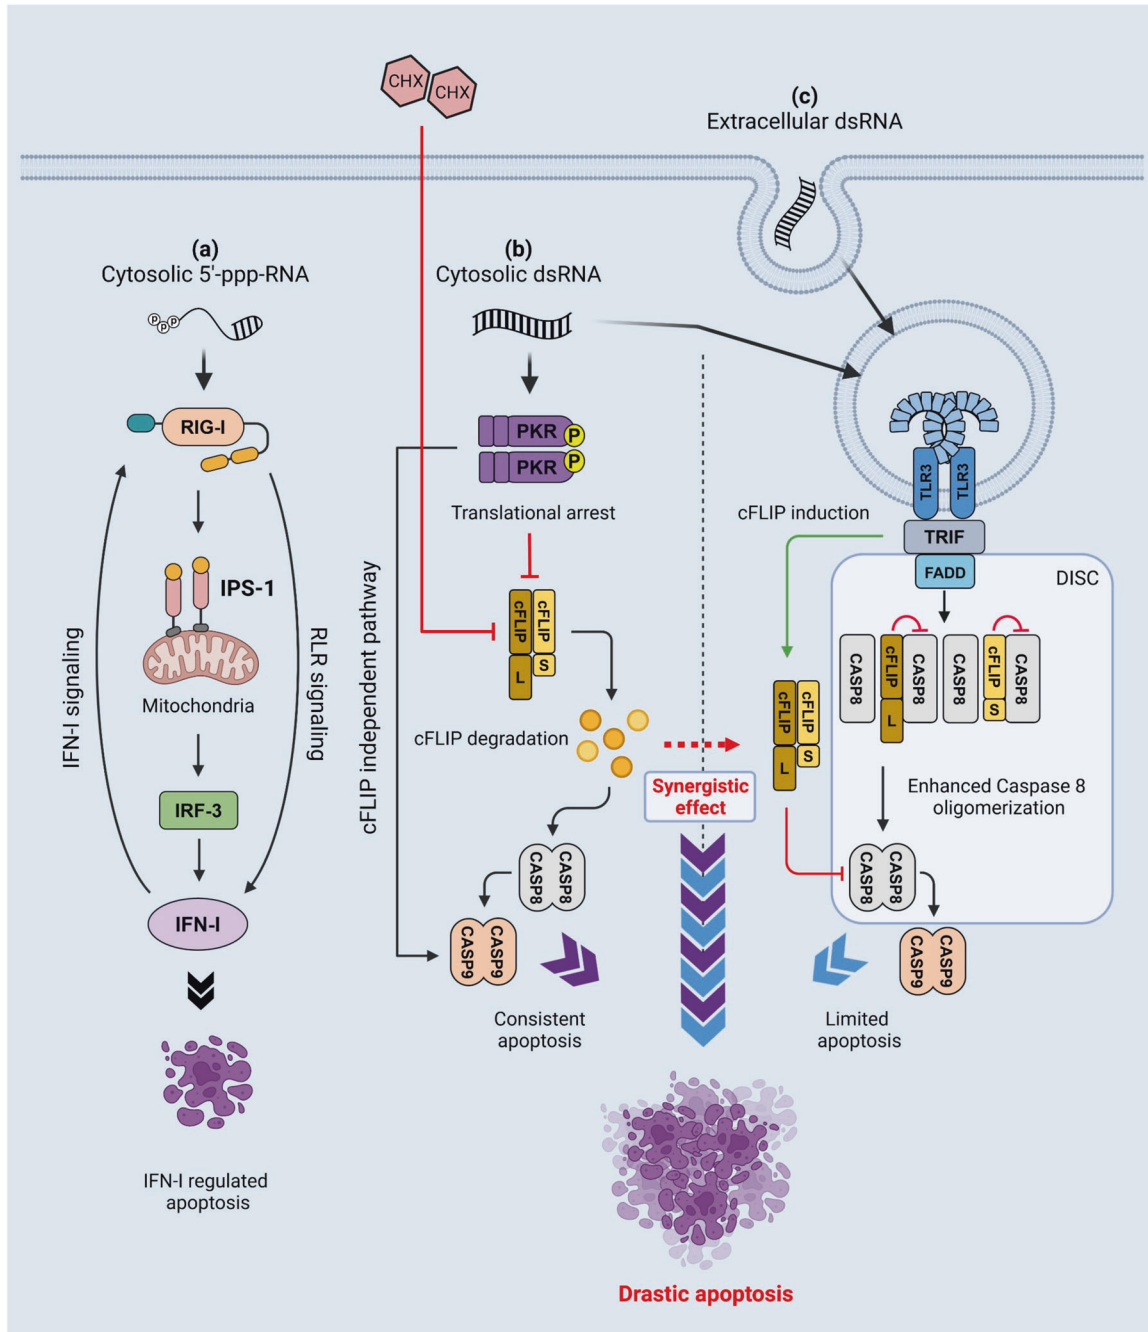 CHX
CHX
(c)
Extracellular dsRNA
(a)
Cytosolic 5'-ppp-RNA
P P P
RIG-I
IPS-1
Mitochondria
IRF-3
IFN-I
IFN-I signaling
RLR signaling
IFN-I regulated
apoptosis
(b)
Cytosolic dsRNA
PKR P
PKR P
Translational arrest
cFLIP
L
cFLIP
S
cFLIP independent pathway
cFLIP degradation
CASP8
CASP8
CASP9
CASP9
Consistent
apoptosis
Synergistic
effect
TLR3
TLR3
TRIF
FADD
DISC
cFLIP induction
cFLIP
L
cFLIP
S
CASP8
cFLIP
L
CASP8
CASP8
cFLIP
S
CASP8
Enhanced Caspase 8
oligomerization
CASP8
CASP8
CASP9
CASP9
Limited
apoptosis
Drastic apoptosis